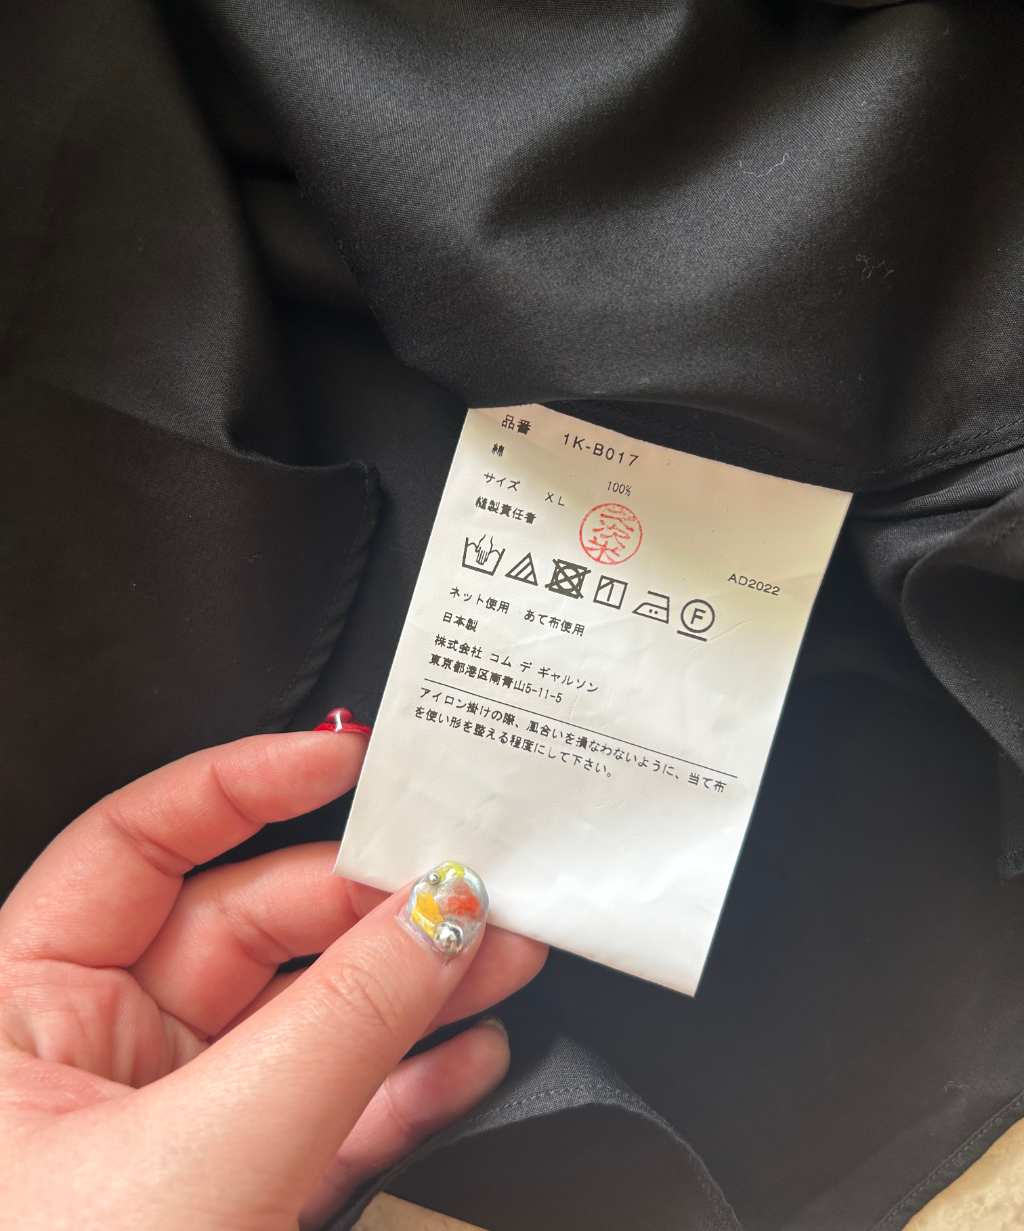 品番 1K-B017
綿 100%
サイズ XL
縫製責任者
AD2022
F
ネット使用 あて布使用
日本製
株式会社 コム デ ギャルソン
東京都港区南青山5-11-5
アイロン掛けの際、風合いを損なわないように、当て布
を使い形を整える程度にして下さい。